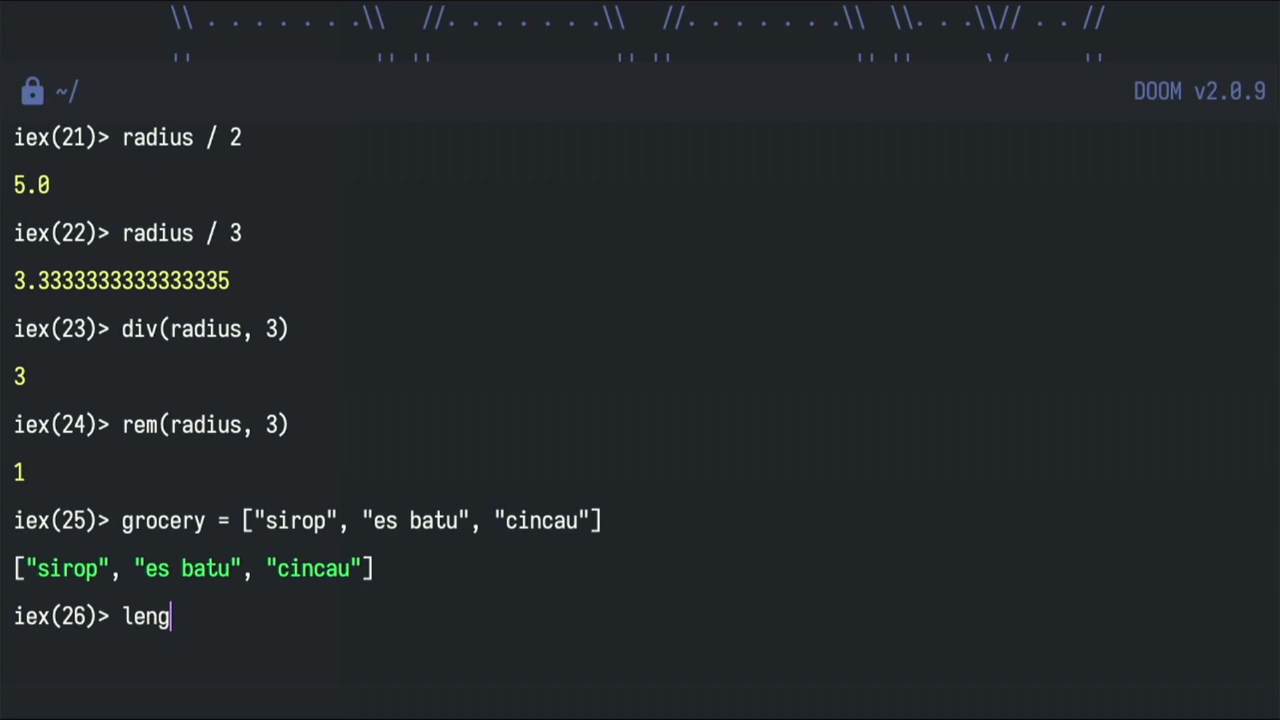 \\ . . . . . . .\\   //. . . . . . .\\   //. . . . . . .\\  \\. . .\\// . . //
~/
DOOM v2.0.9
iex(21)> radius / 2
5.0
iex(22)> radius / 3
3.3333333333333335
iex(23)> div(radius, 3)
3
iex(24)> rem(radius, 3)
1
iex(25)> grocery = ["sirop", "es batu", "cincau"]
["sirop", "es batu", "cincau"]
iex(26)> leng